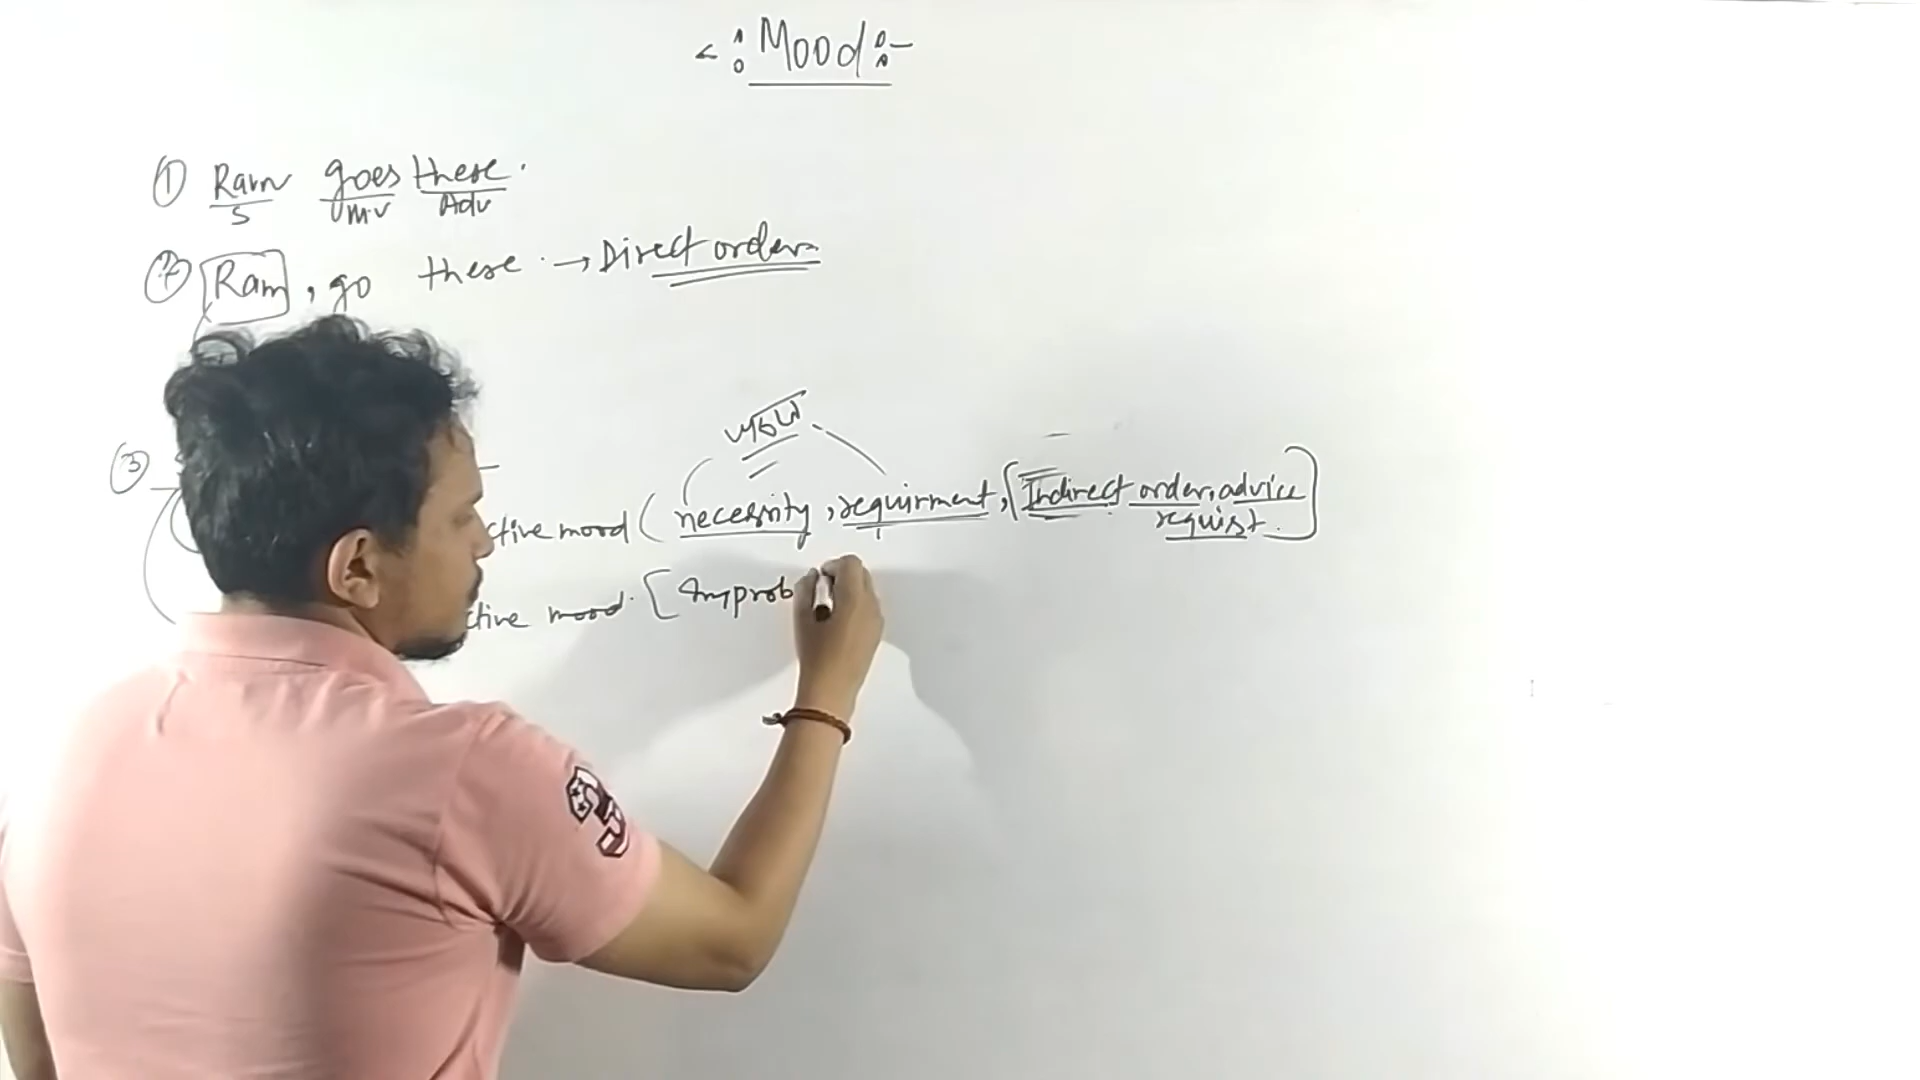 Mood
① Ram goes there.
S M.V Adv
② Ram, go there. → Direct order
③
ctive mood ( necessity, requirment, [Indirect order, advice
requist.]
ctive mood. [Improb